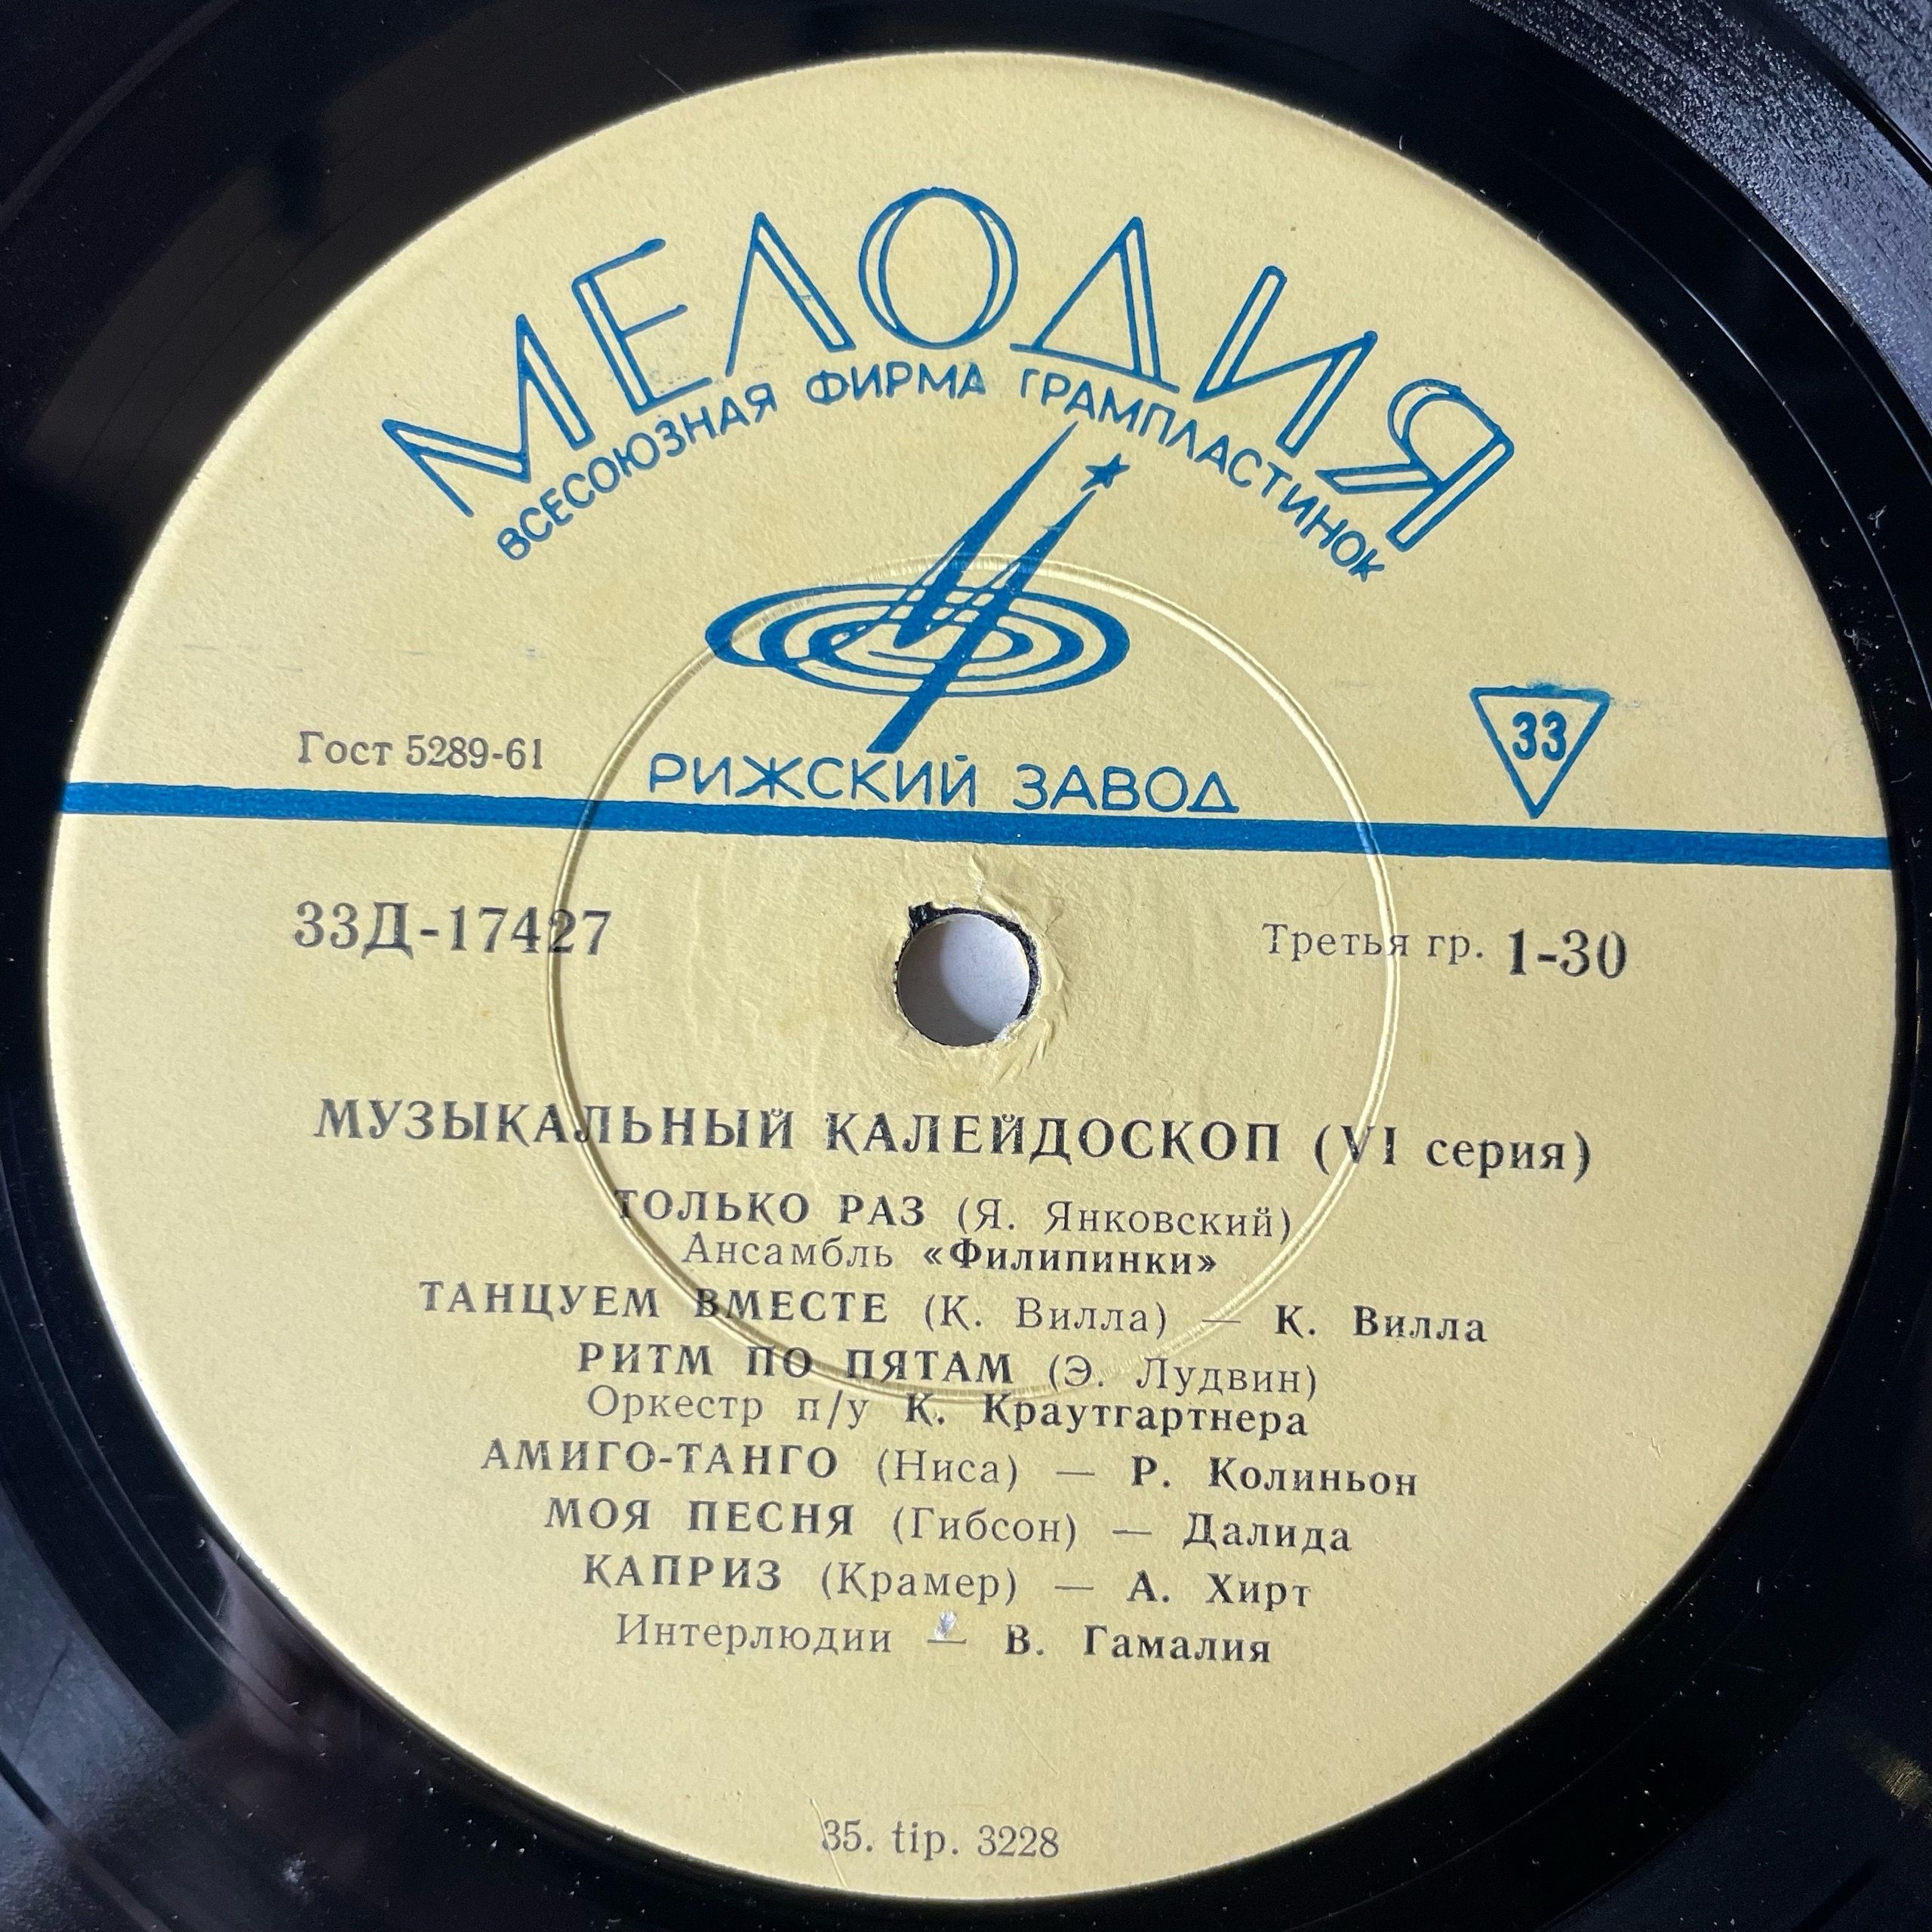 МЕЛОДИЯ
ВСЕСОЮЗНАЯ ФИРМА ГРАМПЛАСТИНОК
Гост 5289-61
33
РИЖСКИЙ ЗАВОД
33Д-17427
Третья гр. 1-30
МУЗЫКАЛЬНЫЙ КАЛЕЙДОСКОП (VI серия)
ТОЛЬКО РАЗ (Я. Янковский)
Ансамбль «Филипинки»
ТАНЦУЕМ ВМЕСТЕ (К. Вилла) — К. Вилла
РИТМ ПО ПЯТАМ (Э. Лудвин)
Оркестр п/у К. Краутгартнера
АМИГО-ТАНГО (Ниса) — Р. Колиньон
МОЯ ПЕСНЯ (Гибсон) — Далида
КАПРИЗ (Крамер) — А. Хирт
Интерлюдии — В. Гамалия
35. tip. 3228